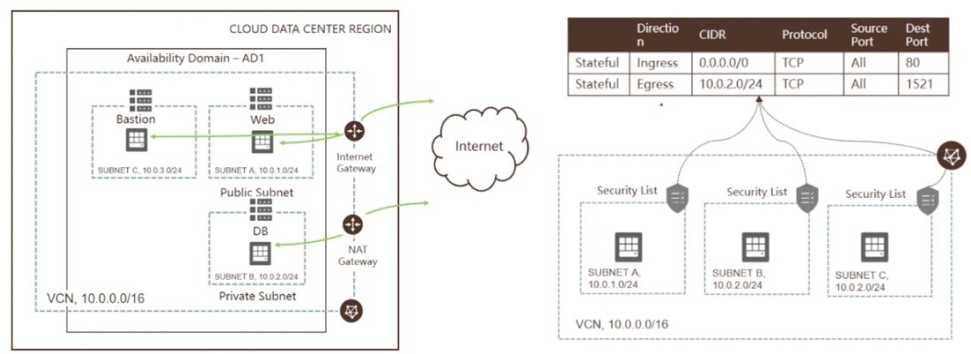 CLOUD DATA CENTER REGION
Availability Domain – AD1
Bastion
Web
SUBNET C, 10.0.3.0/24
SUBNET A, 10.0.1.0/24
Internet
Gateway
Public Subnet
DB
SUBNET B, 10.0.2.0/24
NAT
Gateway
Private Subnet
VCN, 10.0.0.0/16
Internet
Directio
n
CIDR
Protocol
Source
Port
Dest
Port
Stateful Ingress 0.0.0.0/0 TCP All 80
Stateful Egress 10.0.2.0/24 TCP All 1521
Security List
Security List
Security List
SUBNET A,
10.0.1.0/24
SUBNET B,
10.0.2.0/24
SUBNET C,
10.0.2.0/24
VCN, 10.0.0.0/16